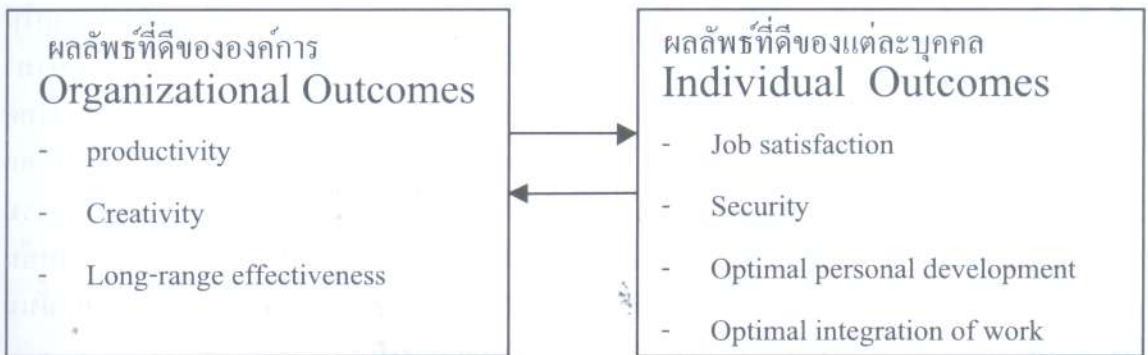 ผลลัพธ์ที่ดีขององค์การ
Organizational Outcomes
- productivity
- Creativity
- Long-range effectiveness
ผลลัพธ์ที่ดีของแต่ละบุคคล
Individual Outcomes
- Job satisfaction
- Security
- Optimal personal development
- Optimal integration of work